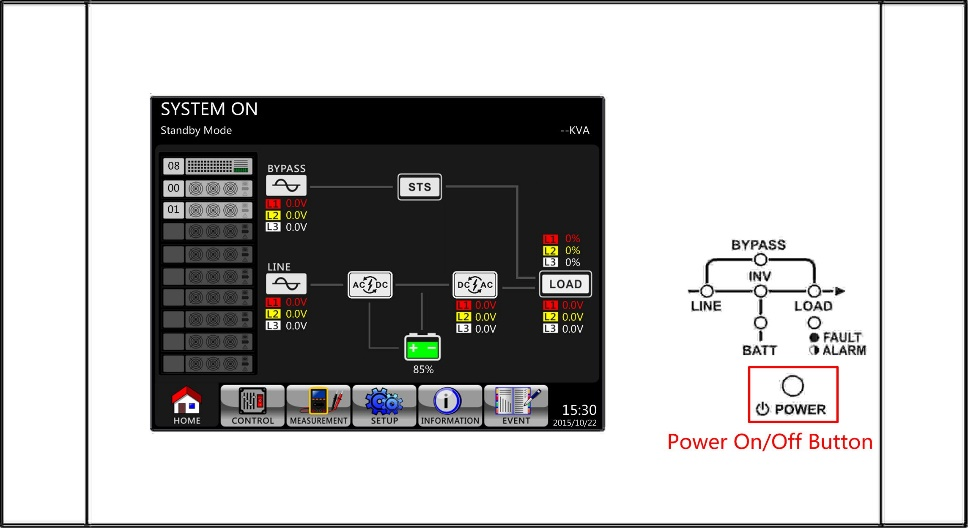 SYSTEM ON
Standby Mode
--KVA
08
00
01
BYPASS
L1 0.0V
L2 0.0V
L3 0.0V
STS
L1 0%
L2 0%
L3 0%
LINE
L1 0.0V
L2 0.0V
L3 0.0V
AC DC
DC AC
L1 0.0V
L2 0.0V
L3 0.0V
LOAD
L1 0.0V
L2 0.0V
L3 0.0V
85%
HOME
CONTROL
MEASUREMENT
SETUP
INFORMATION
EVENT
15:30
2015/10/22
BYPASS
INV
LINE
LOAD
BATT
FAULT
ALARM
POWER
Power On/Off Button